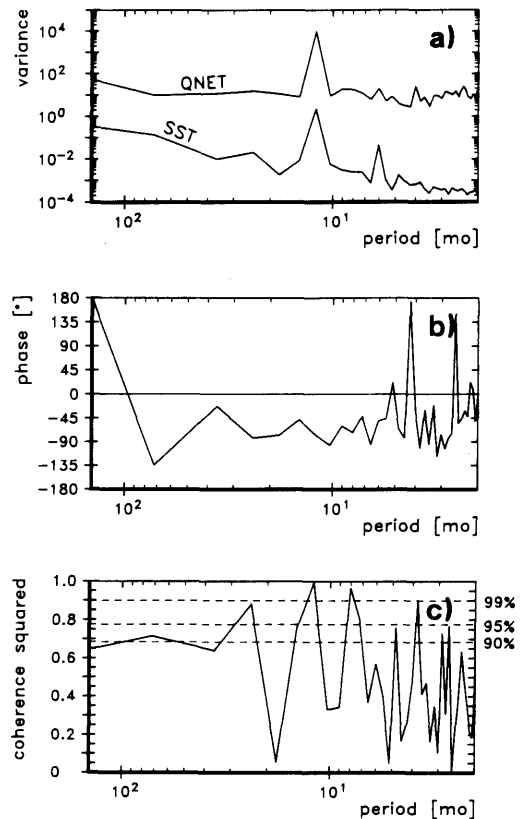 variance
10⁴
10²
10⁰
10⁻²
10⁻⁴
a)
QNET
SST
10²
10¹
period [mo]
phase [°]
180
135
90
45
0
-45
-90
-135
-180
b)
10²
10¹
period [mo]
coherence squared
1.0
0.8
0.6
0.4
0.2
0
c)
99%
95%
90%
10²
10¹
period [mo]